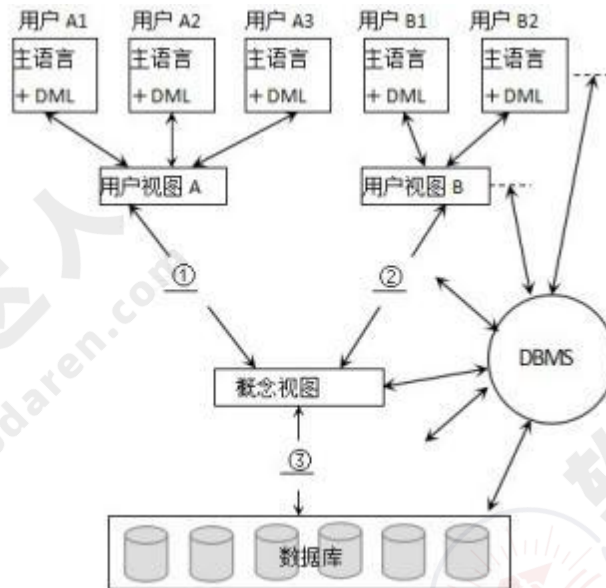 用户 A1 用户 A2 用户 A3 用户 B1 用户 B2
主语言 主语言 主语言 主语言 主语言
+ DML + DML + DML + DML + DML
用户视图 A 用户视图 B
① ②
DBMS
概念视图
③
数据库